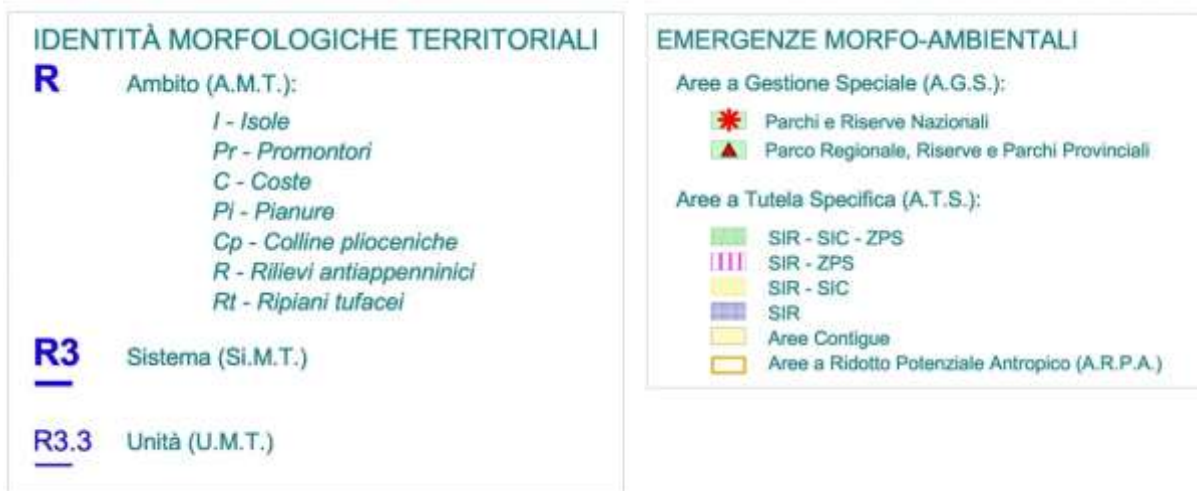 IDENTITÀ MORFOLOGICHE TERRITORIALI
R Ambito (A.M.T.):
I - Isole
Pr - Promontori
C - Coste
Pi - Pianure
Cp - Colline plioceniche
R - Rilievi antiappenninici
Rt - Ripiani tufacei
R3 Sistema (Si.M.T.)
R3.3 Unità (U.M.T.)
EMERGENZE MORFO-AMBIENTALI
Aree a Gestione Speciale (A.G.S.):
Parchi e Riserve Nazionali
Parco Regionale, Riserve e Parchi Provinciali
Aree a Tutela Specifica (A.T.S.):
SIR - SIC - ZPS
SIR - ZPS
SIR - SIC
SIR
Aree Contigue
Aree a Ridotto Potenziale Antropico (A.R.P.A.)